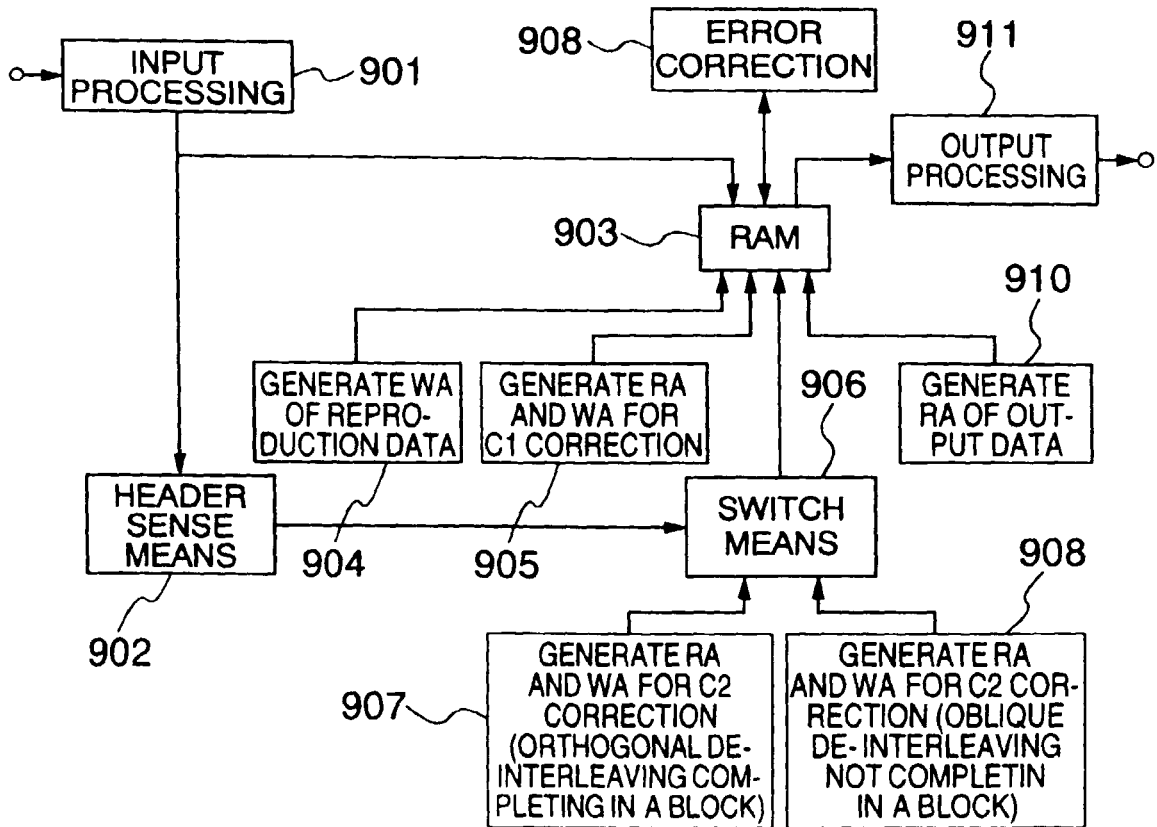 INPUT
PROCESSING
901
908
ERROR
CORRECTION
911
OUTPUT
PROCESSING
903
RAM
910
GENERATE WA
OF REPRO-
DUCTION DATA
GENERATE RA
AND WA FOR
C1 CORRECTION
906
GENERATE
RA OF OUT-
PUT DATA
HEADER
SENSE
MEANS
904
905
SWITCH
MEANS
908
902
907
GENERATE RA
AND WA FOR C2
CORRECTION
(ORTHOGONAL DE-
INTERLEAVING COM-
PLETING IN A BLOCK)
GENERATE RA
AND WA FOR C2 COR-
RECTION (OBLIQUE
DE- INTERLEAVING
NOT COMPLETIN
IN A BLOCK)